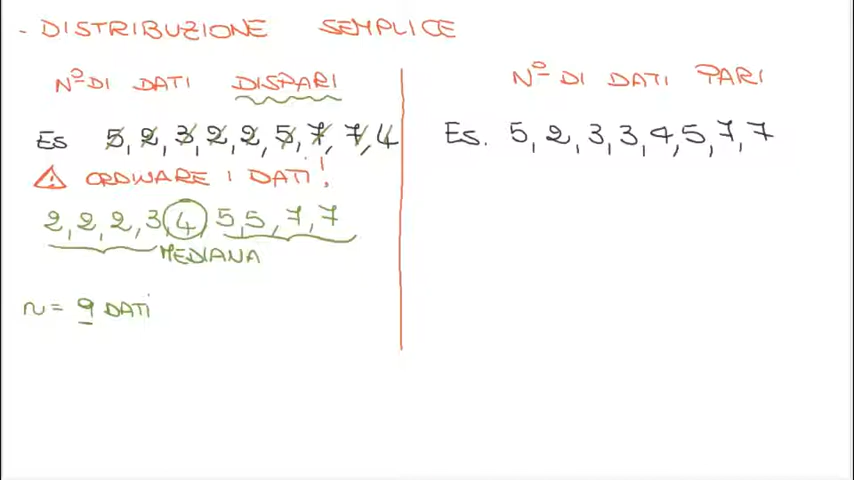 - DISTRIBUZIONE SEMPLICE
Nº DI DATI DISPARI
Es 5, 2, 3, 2, 2, 5, 7, 7, 4
⚠ ORDINARE I DATI!
2, 2, 2, 3, 4, 5, 5, 7, 7
MEDIANA
n = 9 DATI
Nº DI DATI PARI
Es. 5, 2, 3, 3, 4, 5, 7, 7